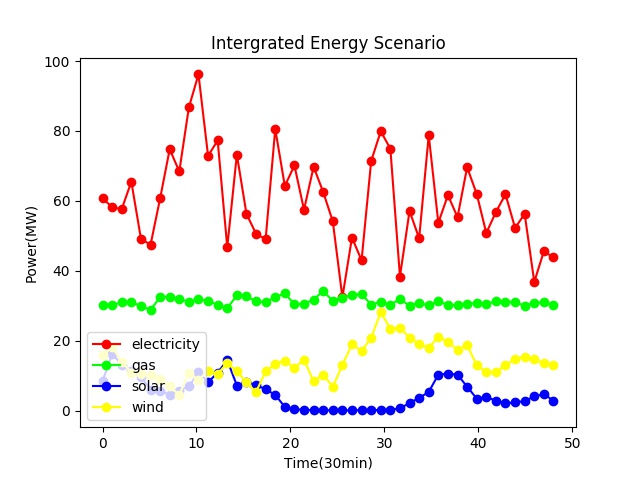 Intergrated Energy Scenario
100
80
60
40
20
0
Power(MW)
electricity
gas
solar
wind
0 10 20 30 40 50
Time(30min)